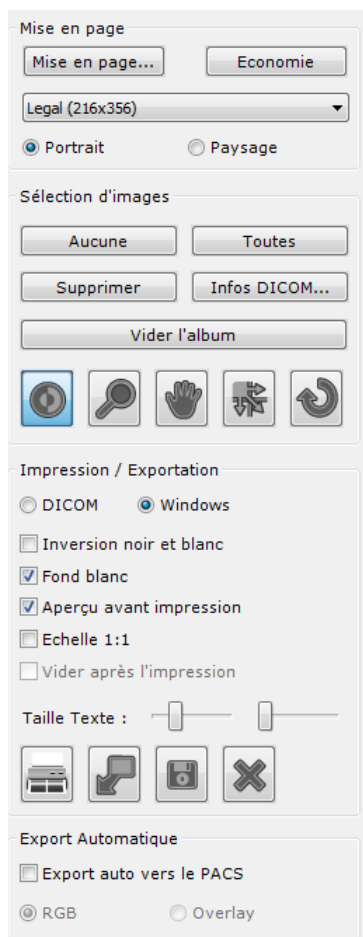 Mise en page
Mise en page... Economie
Legal (216x356)
Portrait Paysage
Sélection d'images
Aucune Toutes
Supprimer Infos DICOM...
Vider l'album
Impression / Exportation
DICOM Windows
Inversion noir et blanc
Fond blanc
Aperçu avant impression
Echelle 1:1
Vider après l'impression
Taille Texte :
Export Automatique
Export auto vers le PACS
RGB Overlay